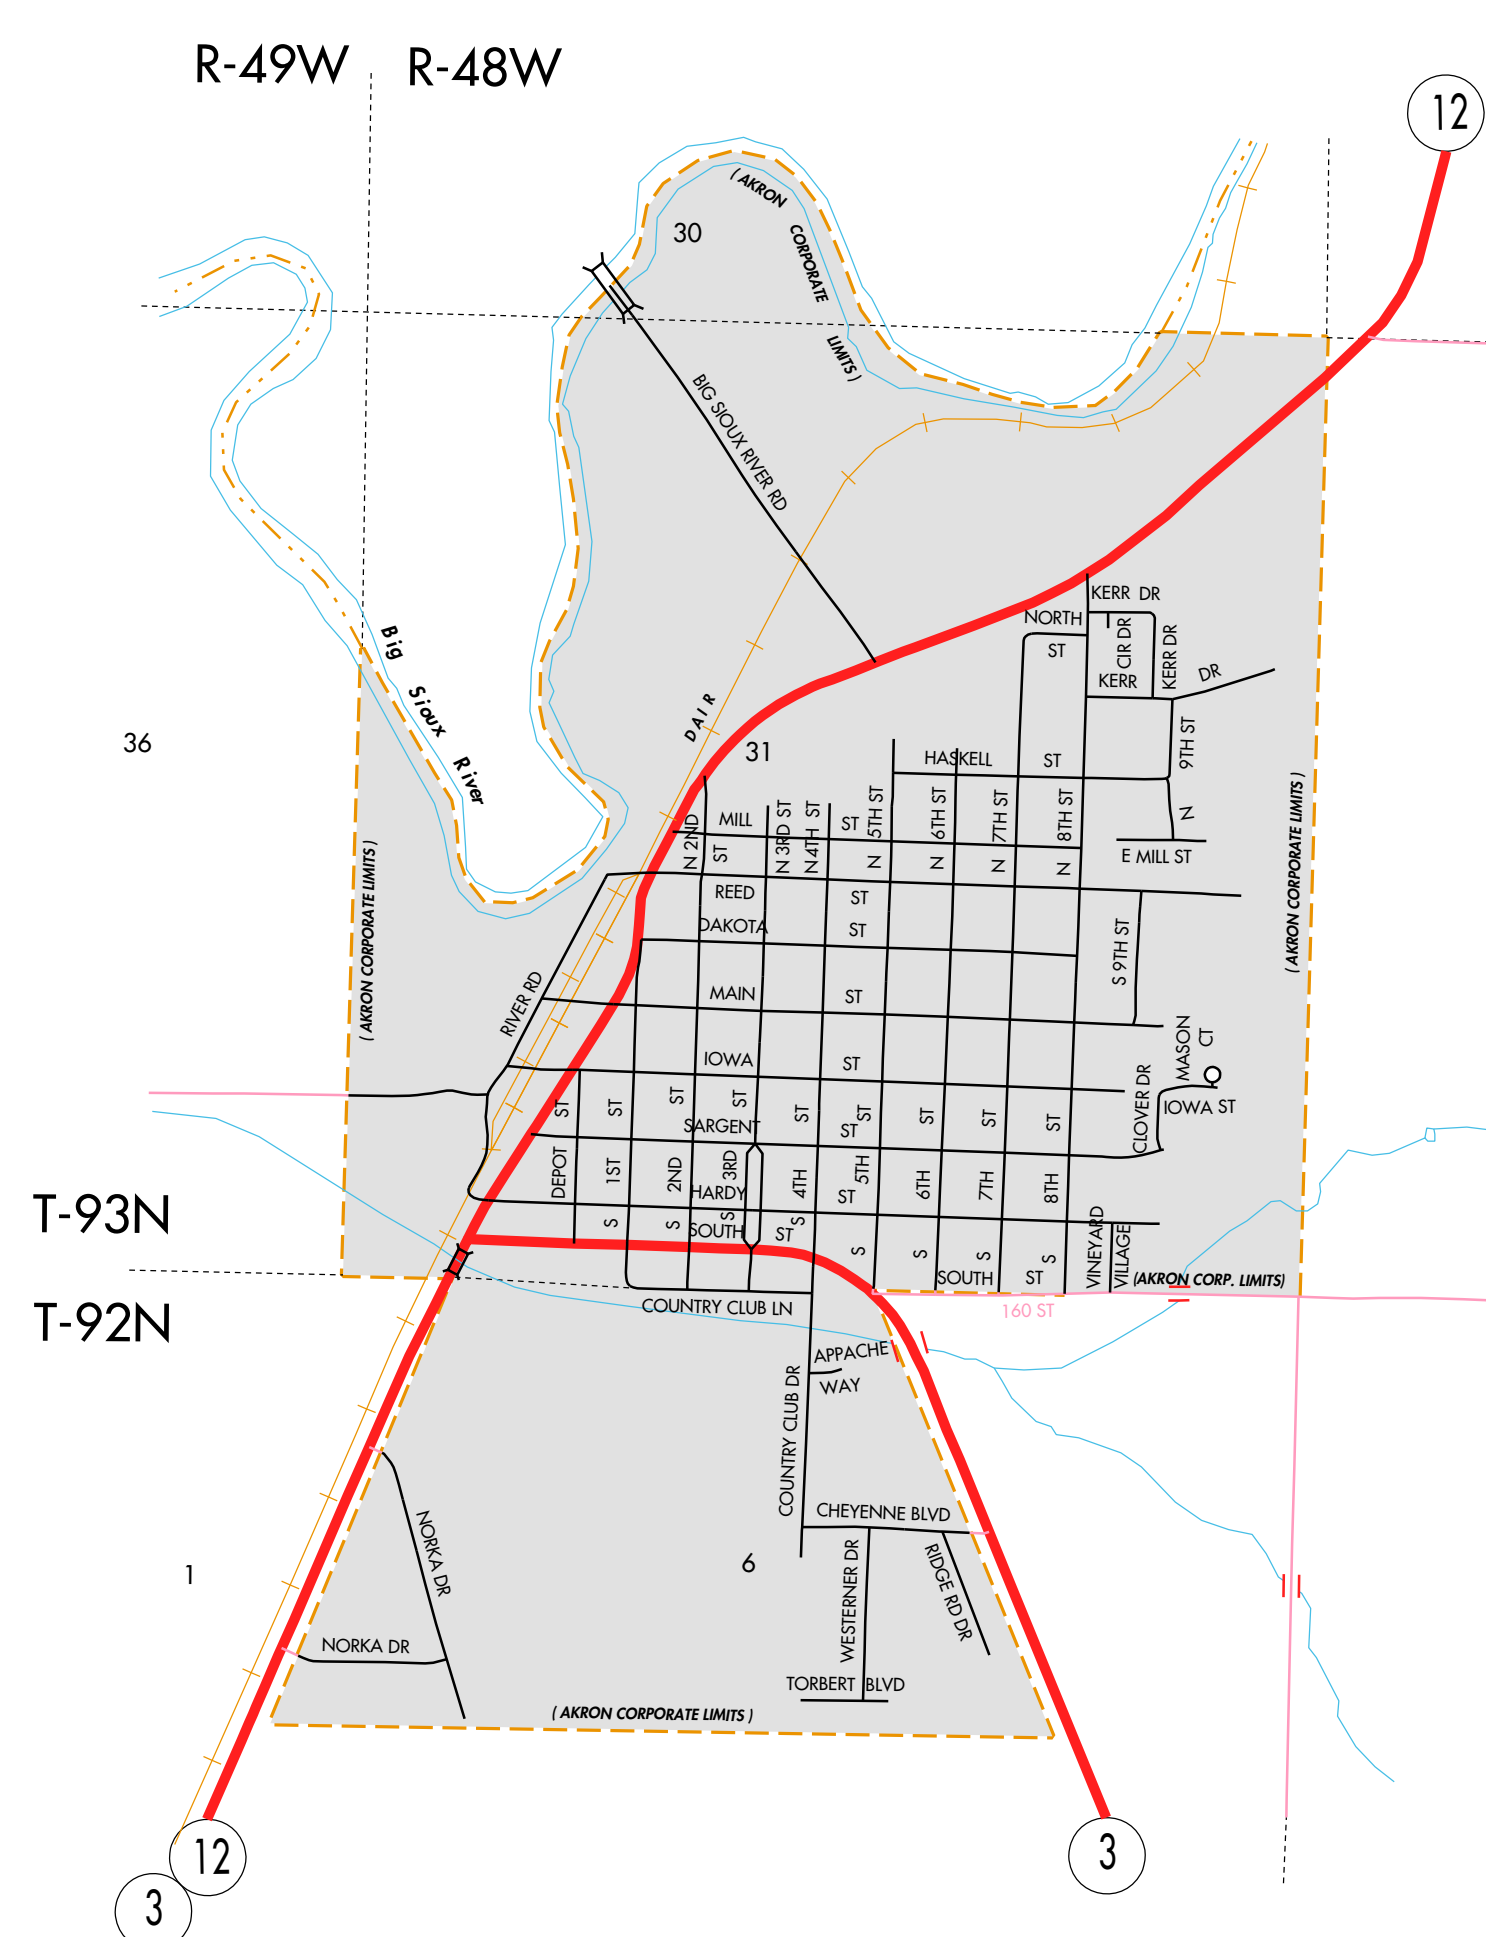 R-49W
R-48W
12
( AKRON
CORPORATE
LIMITS )
30
BIG SIOUX RIVER RD
KERR DR
NORTH
ST
CIR DR
KERR DR
KERR
DR
Big
Sioux
River
36
DAIR
31
9TH ST
N
HASKELL
ST
MILL
ST
N 2ND
ST
N 3RD ST
N 4TH ST
5TH ST
N
6TH ST
N
7TH ST
N
8TH ST
N
E MILL ST
( AKRON CORPORATE LIMITS )
( AKRON CORPORATE LIMITS )
REED
ST
DAKOTA
ST
S 9TH ST
RIVER RD
MAIN
ST
MASON
CT
IOWA
ST
CLOVER DR
IOWA ST
ST
ST
ST
ST
ST
ST
ST
ST
ST
SARGENT
ST
DEPOT
1ST
2ND
3RD
4TH
5TH
6TH
7TH
8TH
HARDY
ST
S
S
S
S
S
S
S
S
SOUTH
ST
T-93N
VINEYARD
VILLAGE
SOUTH
ST
(AKRON CORP. LIMITS)
COUNTRY CLUB LN
160 ST
T-92N
APPACHE
WAY
COUNTRY CLUB DR
CHEYENNE BLVD
NORKA DR
WESTERNER DR
RIDGE RD DR
1
6
NORKA DR
TORBERT BLVD
( AKRON CORPORATE LIMITS )
12
3
3